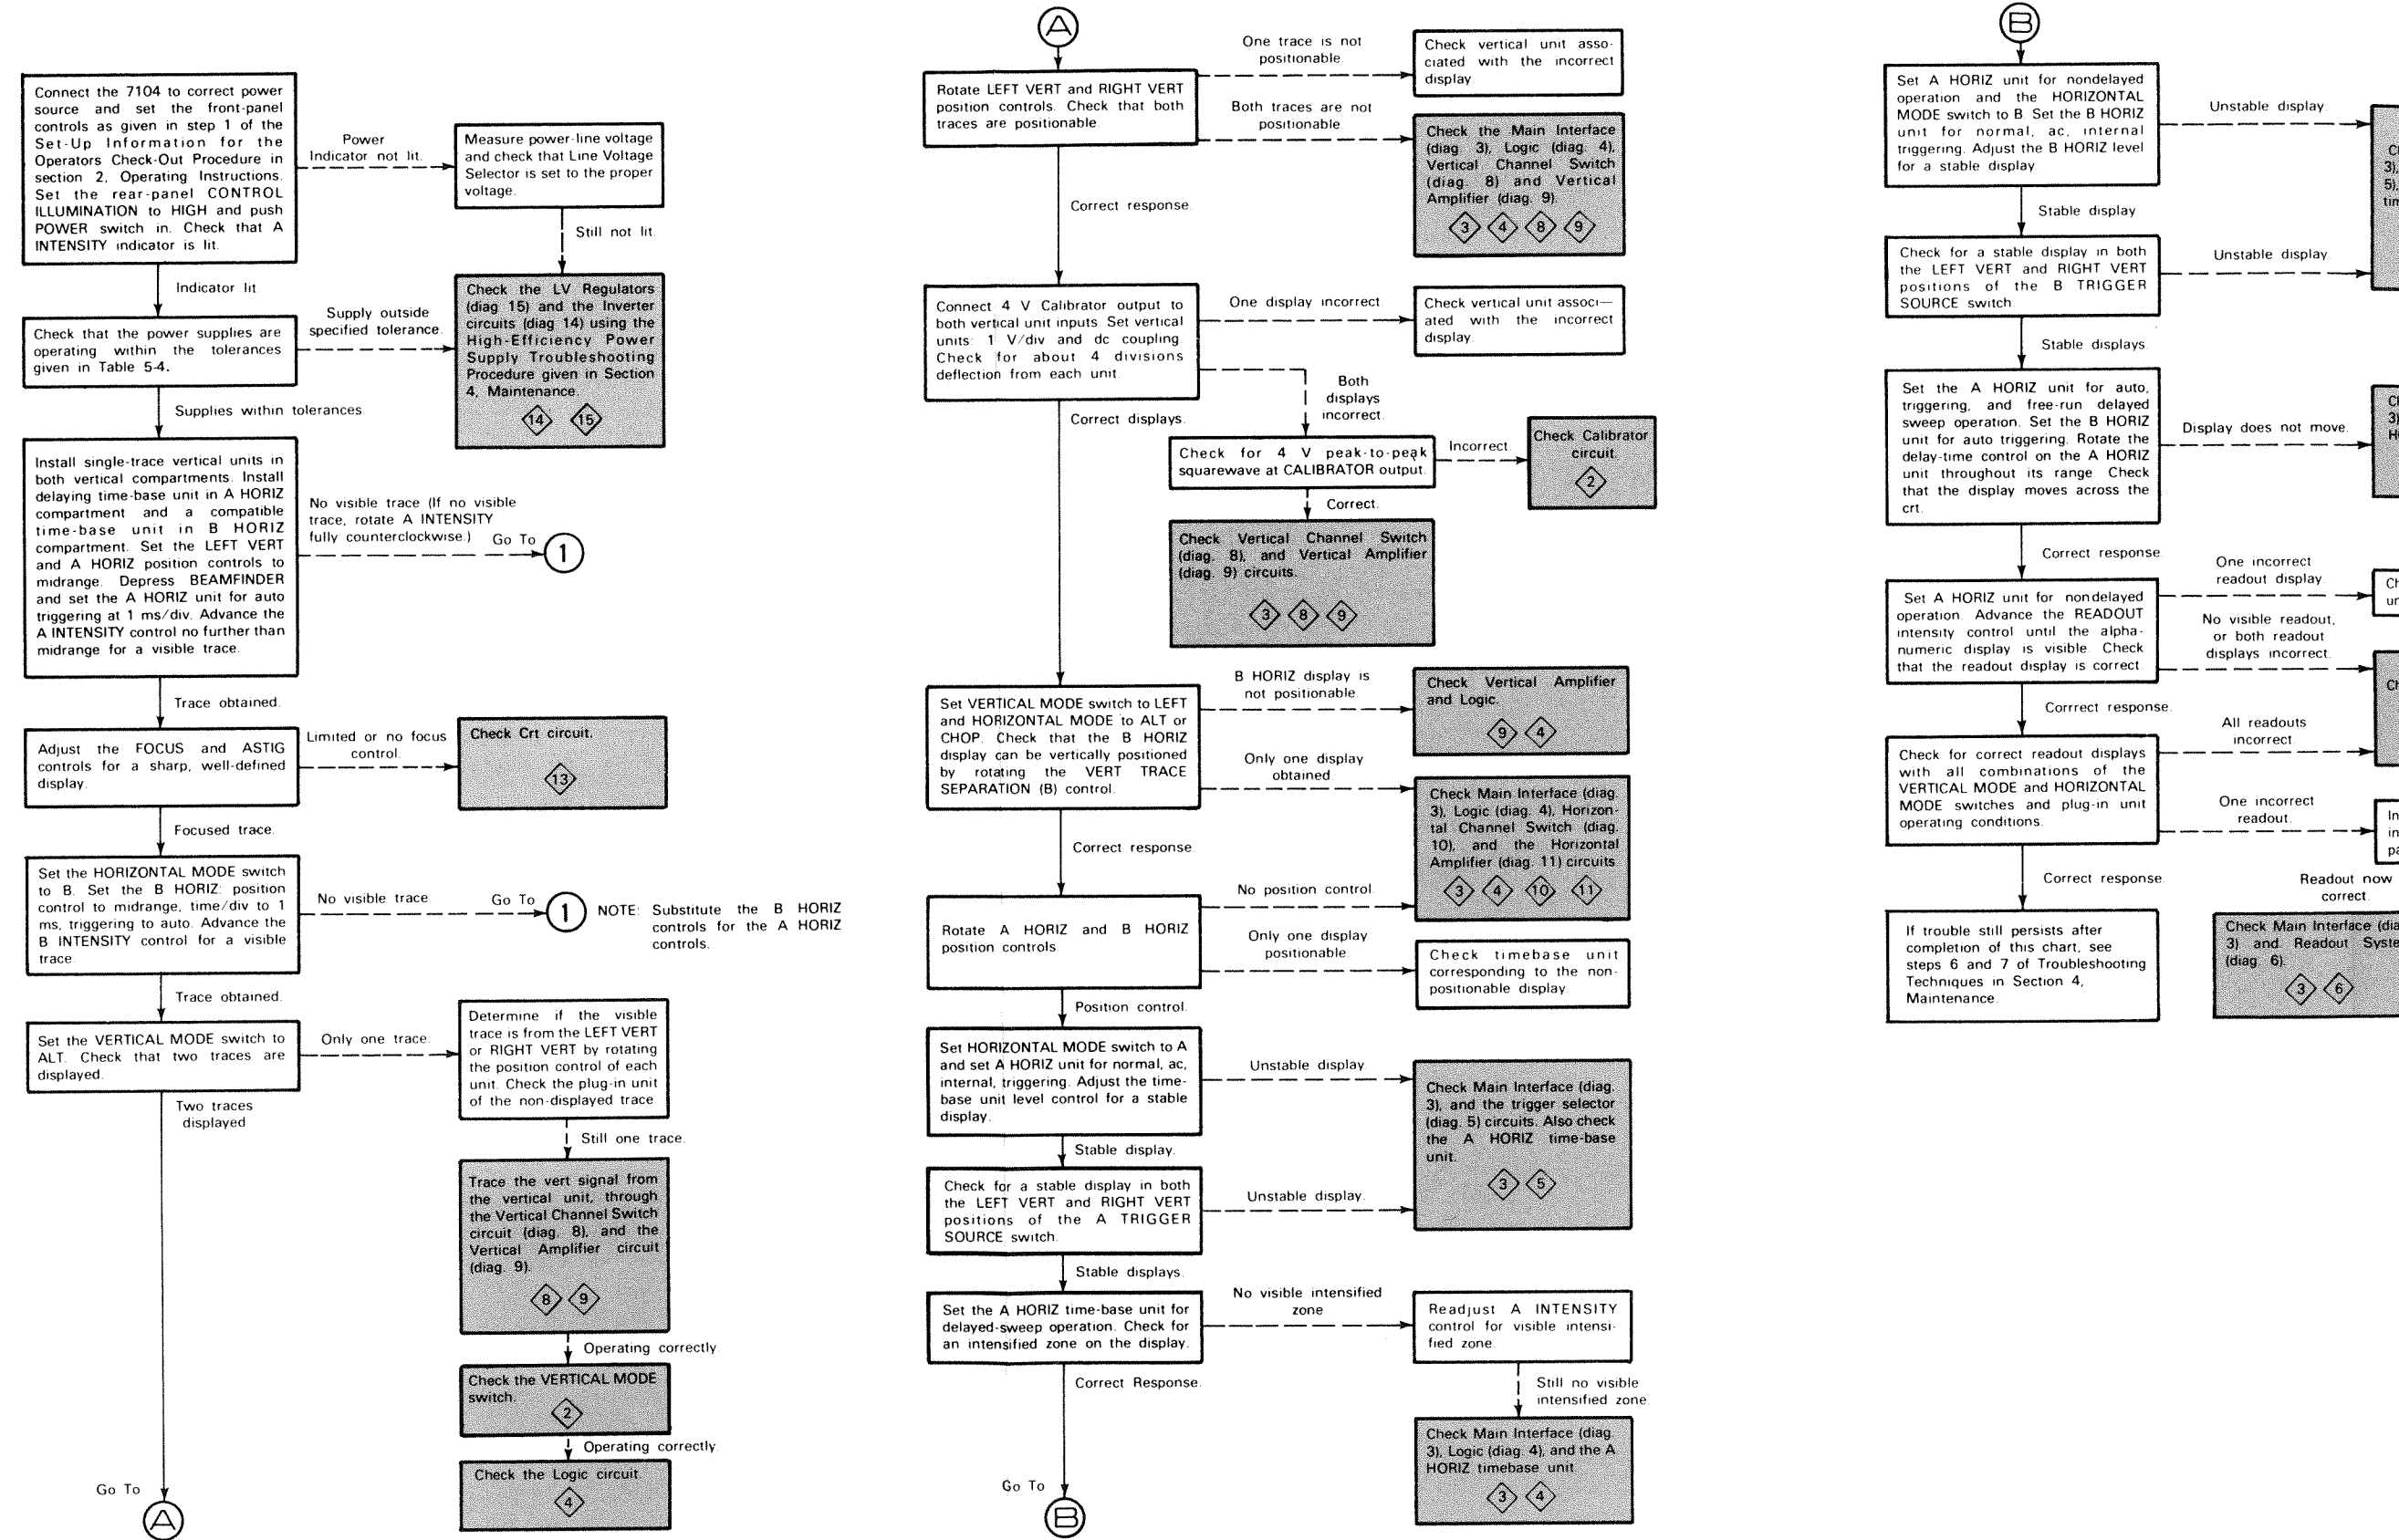 Connect the 7104 to correct power
source and set the front-panel
controls as given in step 1 of the
Set-Up Information for the
Operators Check-Out Procedure in
section 2, Operating Instructions.
Set the rear-panel CONTROL
ILLUMINATION to HIGH and push
POWER switch in. Check that A
INTENSITY indicator is lit.
Power
Indicator not lit.
Measure power-line voltage
and check that Line Voltage
Selector is set to the proper
voltage.
Still not lit.
Indicator lit.
Check that the power supplies are
operating within the tolerances
given in Table 5-4.
Supply outside
specified tolerance.
Check the LV Regulators
(diag 15) and the Inverter
circuits (diag 14) using the
High-Efficiency Power
Supply Troubleshooting
Procedure given in Section
4, Maintenance.
14 15
Supplies within tolerances.
Install single-trace vertical units in
both vertical compartments. Install
delaying time-base unit in A HORIZ
compartment and a compatible
time-base unit in B HORIZ
compartment. Set the LEFT VERT
and A HORIZ position controls to
midrange. Depress BEAMFINDER
and set the A HORIZ unit for auto
triggering at 1 ms/div. Advance the
A INTENSITY control no further than
midrange for a visible trace.
No visible trace (If no visible
trace, rotate A INTENSITY
fully counterclockwise.) Go To
1
Trace obtained.
Adjust the FOCUS and ASTIG
controls for a sharp, well-defined
display.
Limited or no focus
control.
Check Crt circuit.
13
Focused trace.
Set the HORIZONTAL MODE switch
to B. Set the B HORIZ: position
control to midrange, time/div to 1
ms, triggering to auto. Advance the
B INTENSITY control for a visible
trace.
No visible trace. Go To
1
NOTE: Substitute the B HORIZ
controls for the A HORIZ
controls.
Trace obtained.
Set the VERTICAL MODE switch to
ALT. Check that two traces are
displayed.
Only one trace.
Determine if the visible
trace is from the LEFT VERT
or RIGHT VERT by rotating
the position control of each
unit. Check the plug-in unit
of the non-displayed trace.
Two traces
displayed
Still one trace.
Trace the vert signal from
the vertical unit, through
the Vertical Channel Switch
circuit (diag. 8), and the
Vertical Amplifier circuit
(diag. 9).
8 9
Operating correctly.
Check the VERTICAL MODE
switch.
2
Operating correctly.
Check the Logic circuit.
4
Go To
A
A
Rotate LEFT VERT and RIGHT VERT
position controls. Check that both
traces are positionable.
One trace is not
positionable.
Check vertical unit asso-
ciated with the incorrect
display.
Both traces are not
positionable.
Check the Main Interface
(diag. 3), Logic (diag. 4),
Vertical Channel Switch
(diag. 8) and Vertical
Amplifier (diag. 9).
3 4 8 9
Correct response.
Connect 4 V Calibrator output to
both vertical unit inputs. Set vertical
units: 1 V/div and dc coupling.
Check for about 4 divisions
deflection from each unit.
One display incorrect.
Check vertical unit associ—
ated with the incorrect
display.
Both
displays
incorrect.
Correct displays.
Check for 4 V peak-to-peak
squarewave at CALIBRATOR output.
Incorrect.
Check Calibrator
circuit.
2
Correct.
Check Vertical Channel Switch
(diag. 8), and Vertical Amplifier
(diag. 9) circuits.
3 8 9
Set VERTICAL MODE switch to LEFT
and HORIZONTAL MODE to ALT or
CHOP. Check that the B HORIZ
display can be vertically positioned
by rotating the VERT TRACE
SEPARATION (B) control.
B HORIZ display is
not positionable.
Check Vertical Amplifier
and Logic.
9 4
Only one display
obtained.
Check Main Interface (diag.
3), Logic (diag. 4), Horizon-
tal Channel Switch (diag.
10), and the Horizontal
Amplifier (diag. 11) circuits
3 4 10 11
Correct response.
Rotate A HORIZ and B HORIZ
position controls.
No position control.
Only one display
positionable.
Check timebase unit
corresponding to the non-
positionable display.
Position control.
Set HORIZONTAL MODE switch to A
and set A HORIZ unit for normal, ac,
internal, triggering. Adjust the time-
base unit level control for a stable
display.
Unstable display.
Check Main Interface (diag.
3), and the trigger selector
(diag. 5) circuits. Also check
the A HORIZ time-base
unit.
3 5
Stable display.
Check for a stable display in both
the LEFT VERT and RIGHT VERT
positions of the A TRIGGER
SOURCE switch.
Unstable display.
Stable displays.
Set the A HORIZ time-base unit for
delayed-sweep operation. Check for
an intensified zone on the display.
No visible intensified
zone
Readjust A INTENSITY
control for visible intensi-
fied zone.
Correct Response.
Still no visible
intensified zone.
Check Main Interface (diag.
3), Logic (diag. 4), and the A
HORIZ timebase unit.
3 4
Go To
B
B
Set A HORIZ unit for nondelayed
operation and the HORIZONTAL
MODE switch to B. Set the B HORIZ
unit for normal, ac, internal
triggering. Adjust the B HORIZ level
for a stable display.
Unstable display.
Stable display
Check for a stable display in both
the LEFT VERT and RIGHT VERT
positions of the B TRIGGER
SOURCE switch.
Unstable display.
Stable displays.
Set the A HORIZ unit for auto,
triggering, and free-run delayed
sweep operation. Set the B HORIZ
unit for auto triggering. Rotate the
delay-time control on the A HORIZ
unit throughout its range. Check
that the display moves across the
crt.
Display does not move.
Correct response.
Set A HORIZ unit for nondelayed
operation. Advance the READOUT
intensity control until the alpha-
numeric display is visible. Check
that the readout display is correct.
One incorrect
readout display.
No visible readout,
or both readout
displays incorrect.
Corrrect response.
Check for correct readout displays
with all combinations of the
VERTICAL MODE and HORIZONTAL
MODE switches and plug-in unit
operating conditions.
All readouts
incorrect.
One incorrect
readout.
Correct response.
Readout now
correct.
If trouble still persists after
completion of this chart, see
steps 6 and 7 of Troubleshooting
Techniques in Section 4,
Maintenance.
Check Main Interface (dia
3) and Readout Syste
(diag. 6).
3 6